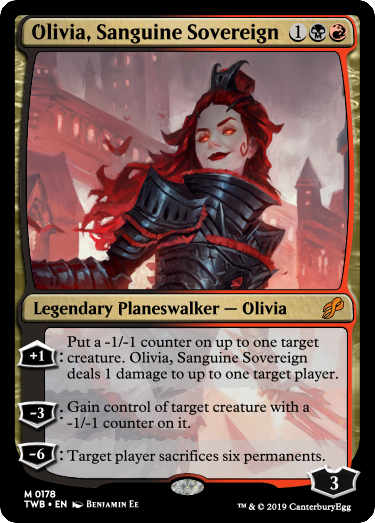 Olivia, Sanguine Sovereign 1
Legendary Planeswalker — Olivia
+1 : Put a -1/-1 counter on up to one target
creature. Olivia, Sanguine Sovereign
deals 1 damage to up to one target player.
-3 : Gain control of target creature with a
-1/-1 counter on it.
-6 : Target player sacrifices six permanents.
3
M 0178
TWB • EN Benjamin Ee
™ & © 2019 CanterburyEgg